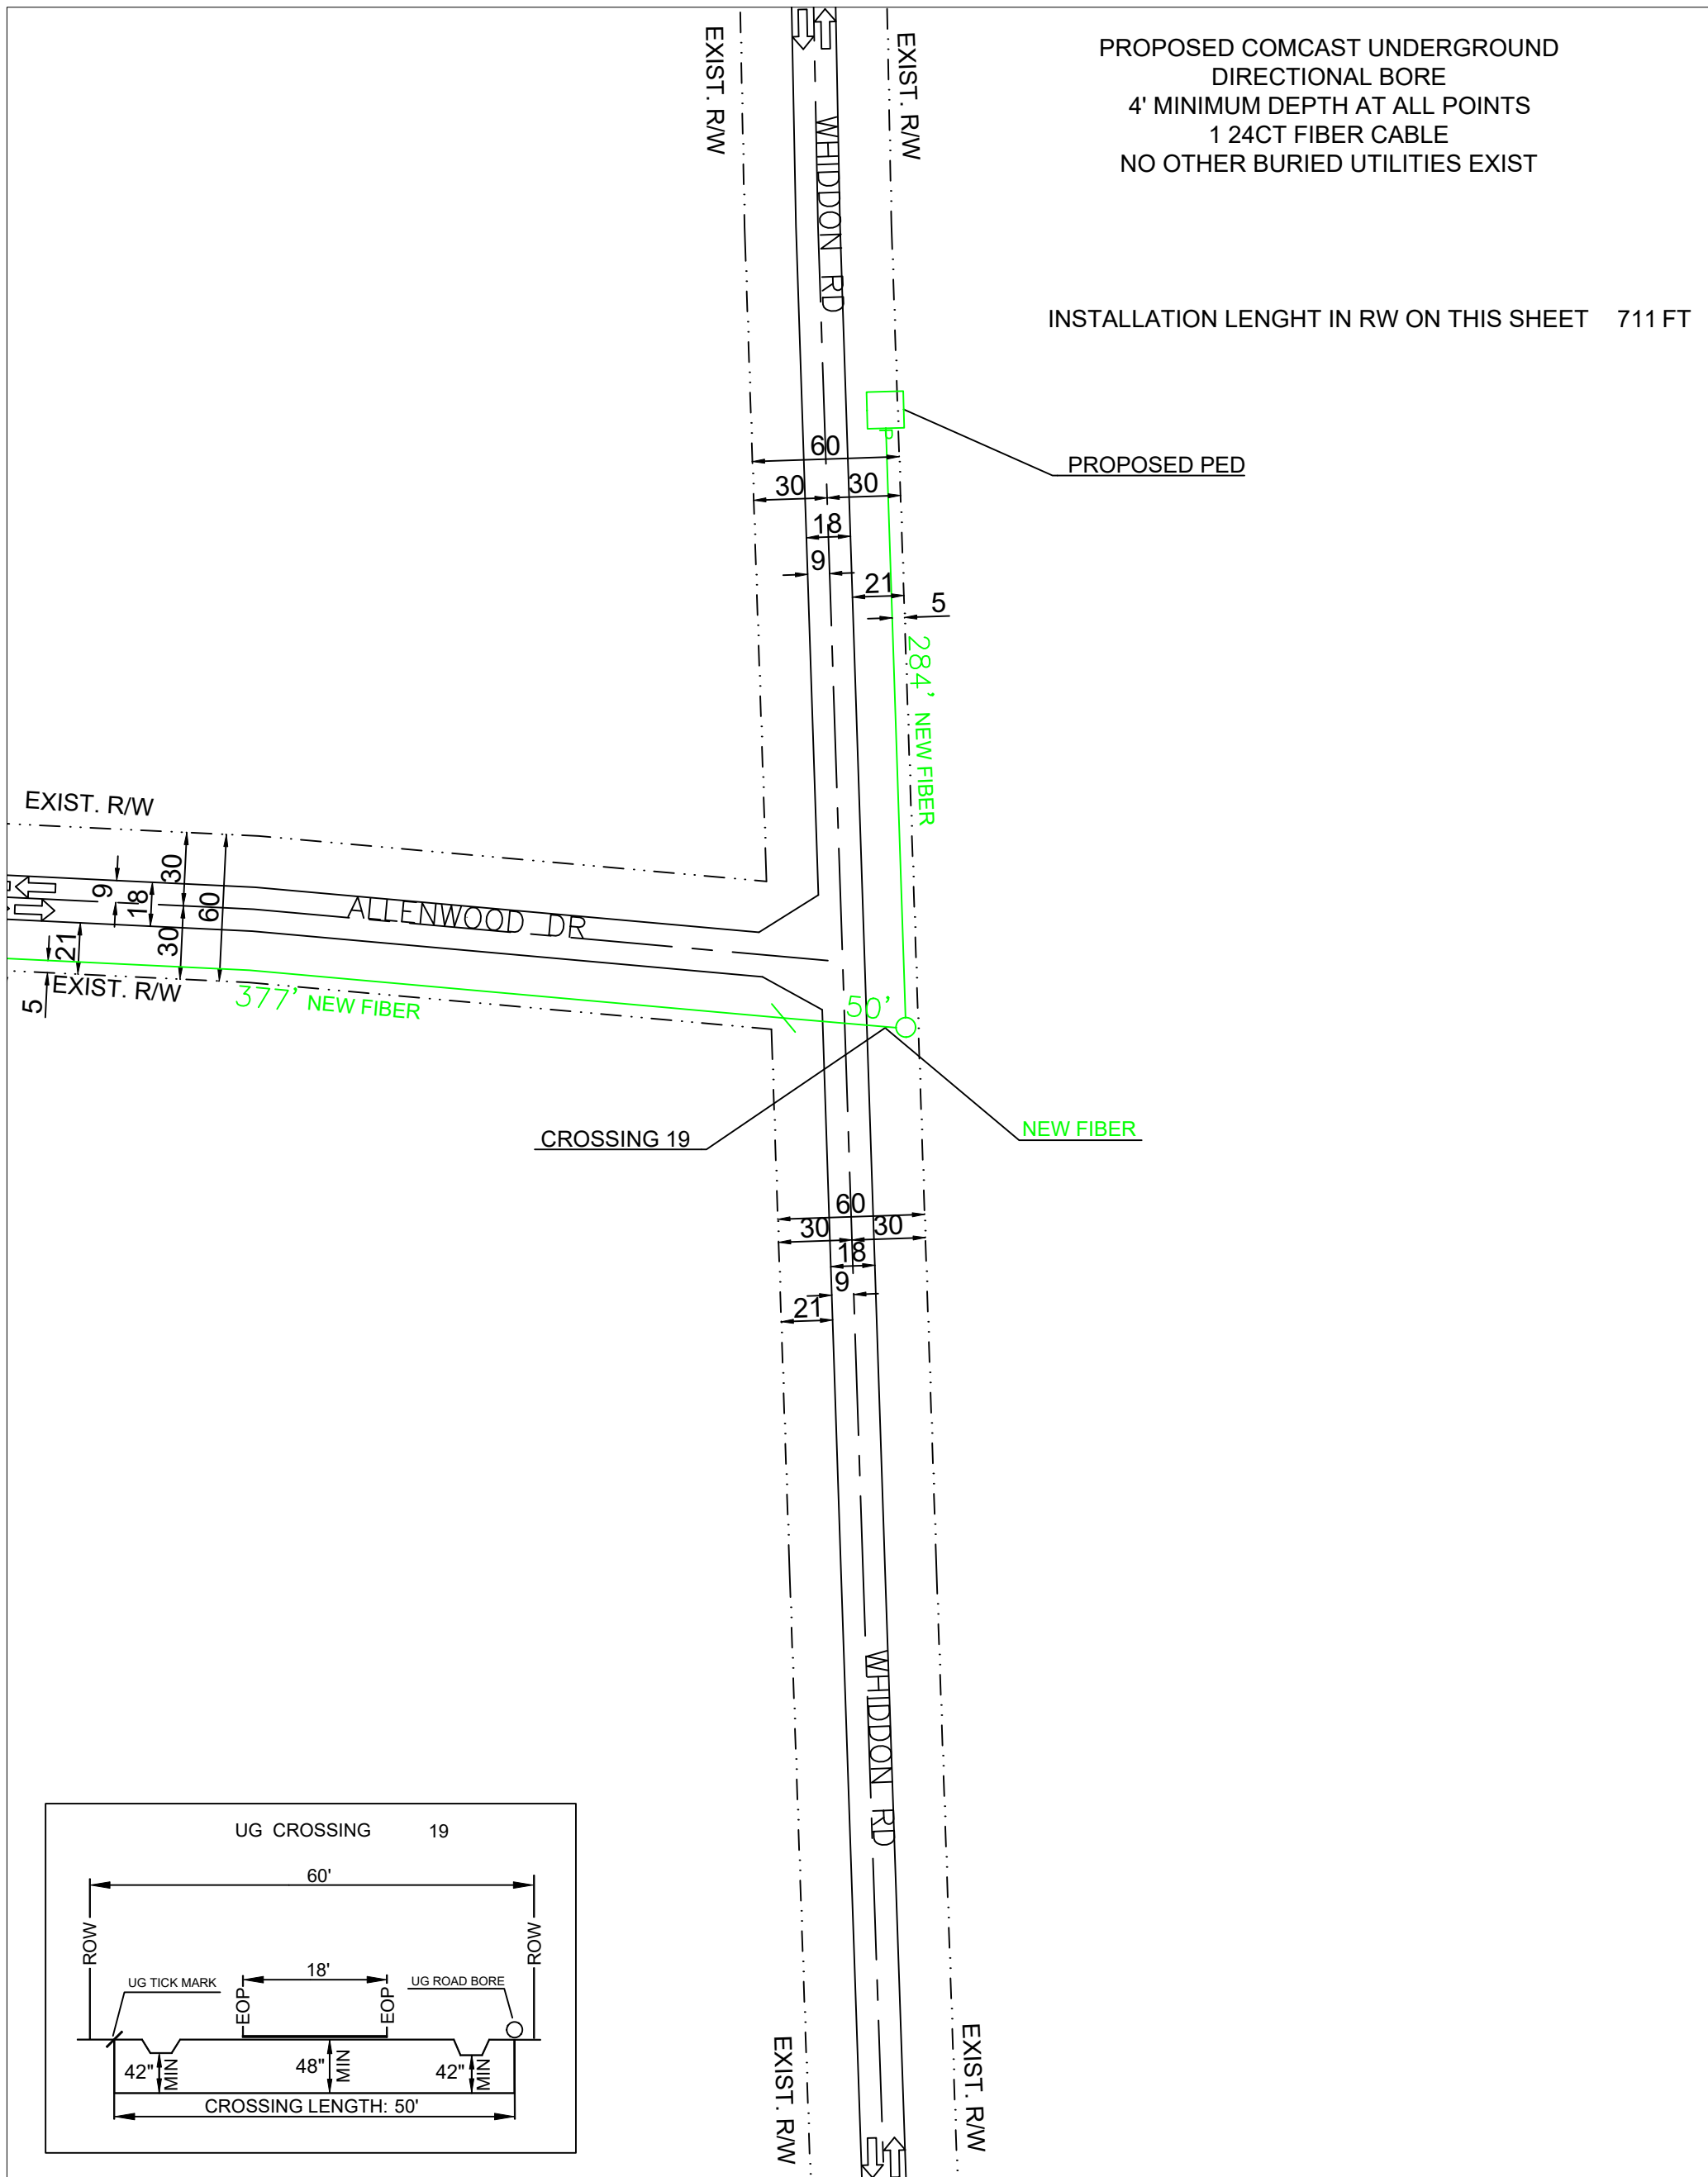 PROPOSED COMCAST UNDERGROUND
DIRECTIONAL BORE
4' MINIMUM DEPTH AT ALL POINTS
1 24CT FIBER CABLE
NO OTHER BURIED UTILITIES EXIST
INSTALLATION LENGHT IN RW ON THIS SHEET 711 FT
EXIST. R/W
EXIST. R/W
WHIDDON RD
PROPOSED PED
P
60
30
30
18
9
21
5
284' NEW FIBER
EXIST. R/W
30
9
18
60
30
21
5
ALLENWOOD DR
EXIST. R/W
377' NEW FIBER
50'
CROSSING 19
NEW FIBER
60
30
30
18
9
21
WHIDDON RD
EXIST. R/W
EXIST. R/W
UG CROSSING 19
60'
ROW
ROW
18'
UG TICK MARK
UG ROAD BORE
EOP
EOP
42" MIN
48" MIN
42" MIN
CROSSING LENGTH: 50'